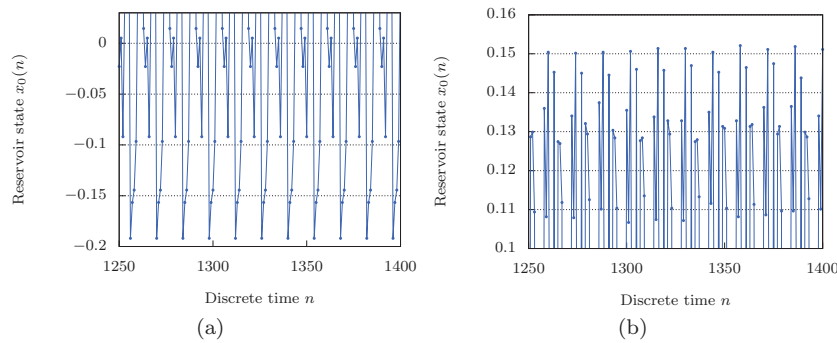 0
−0.05
−0.1
−0.15
−0.2
1250 1300 1350 1400
Reservoir state x₀(n)
Discrete time n
(a)
0.16
0.15
0.14
0.13
0.12
0.11
0.1
1250 1300 1350 1400
Reservoir state x₀(n)
Discrete time n
(b)